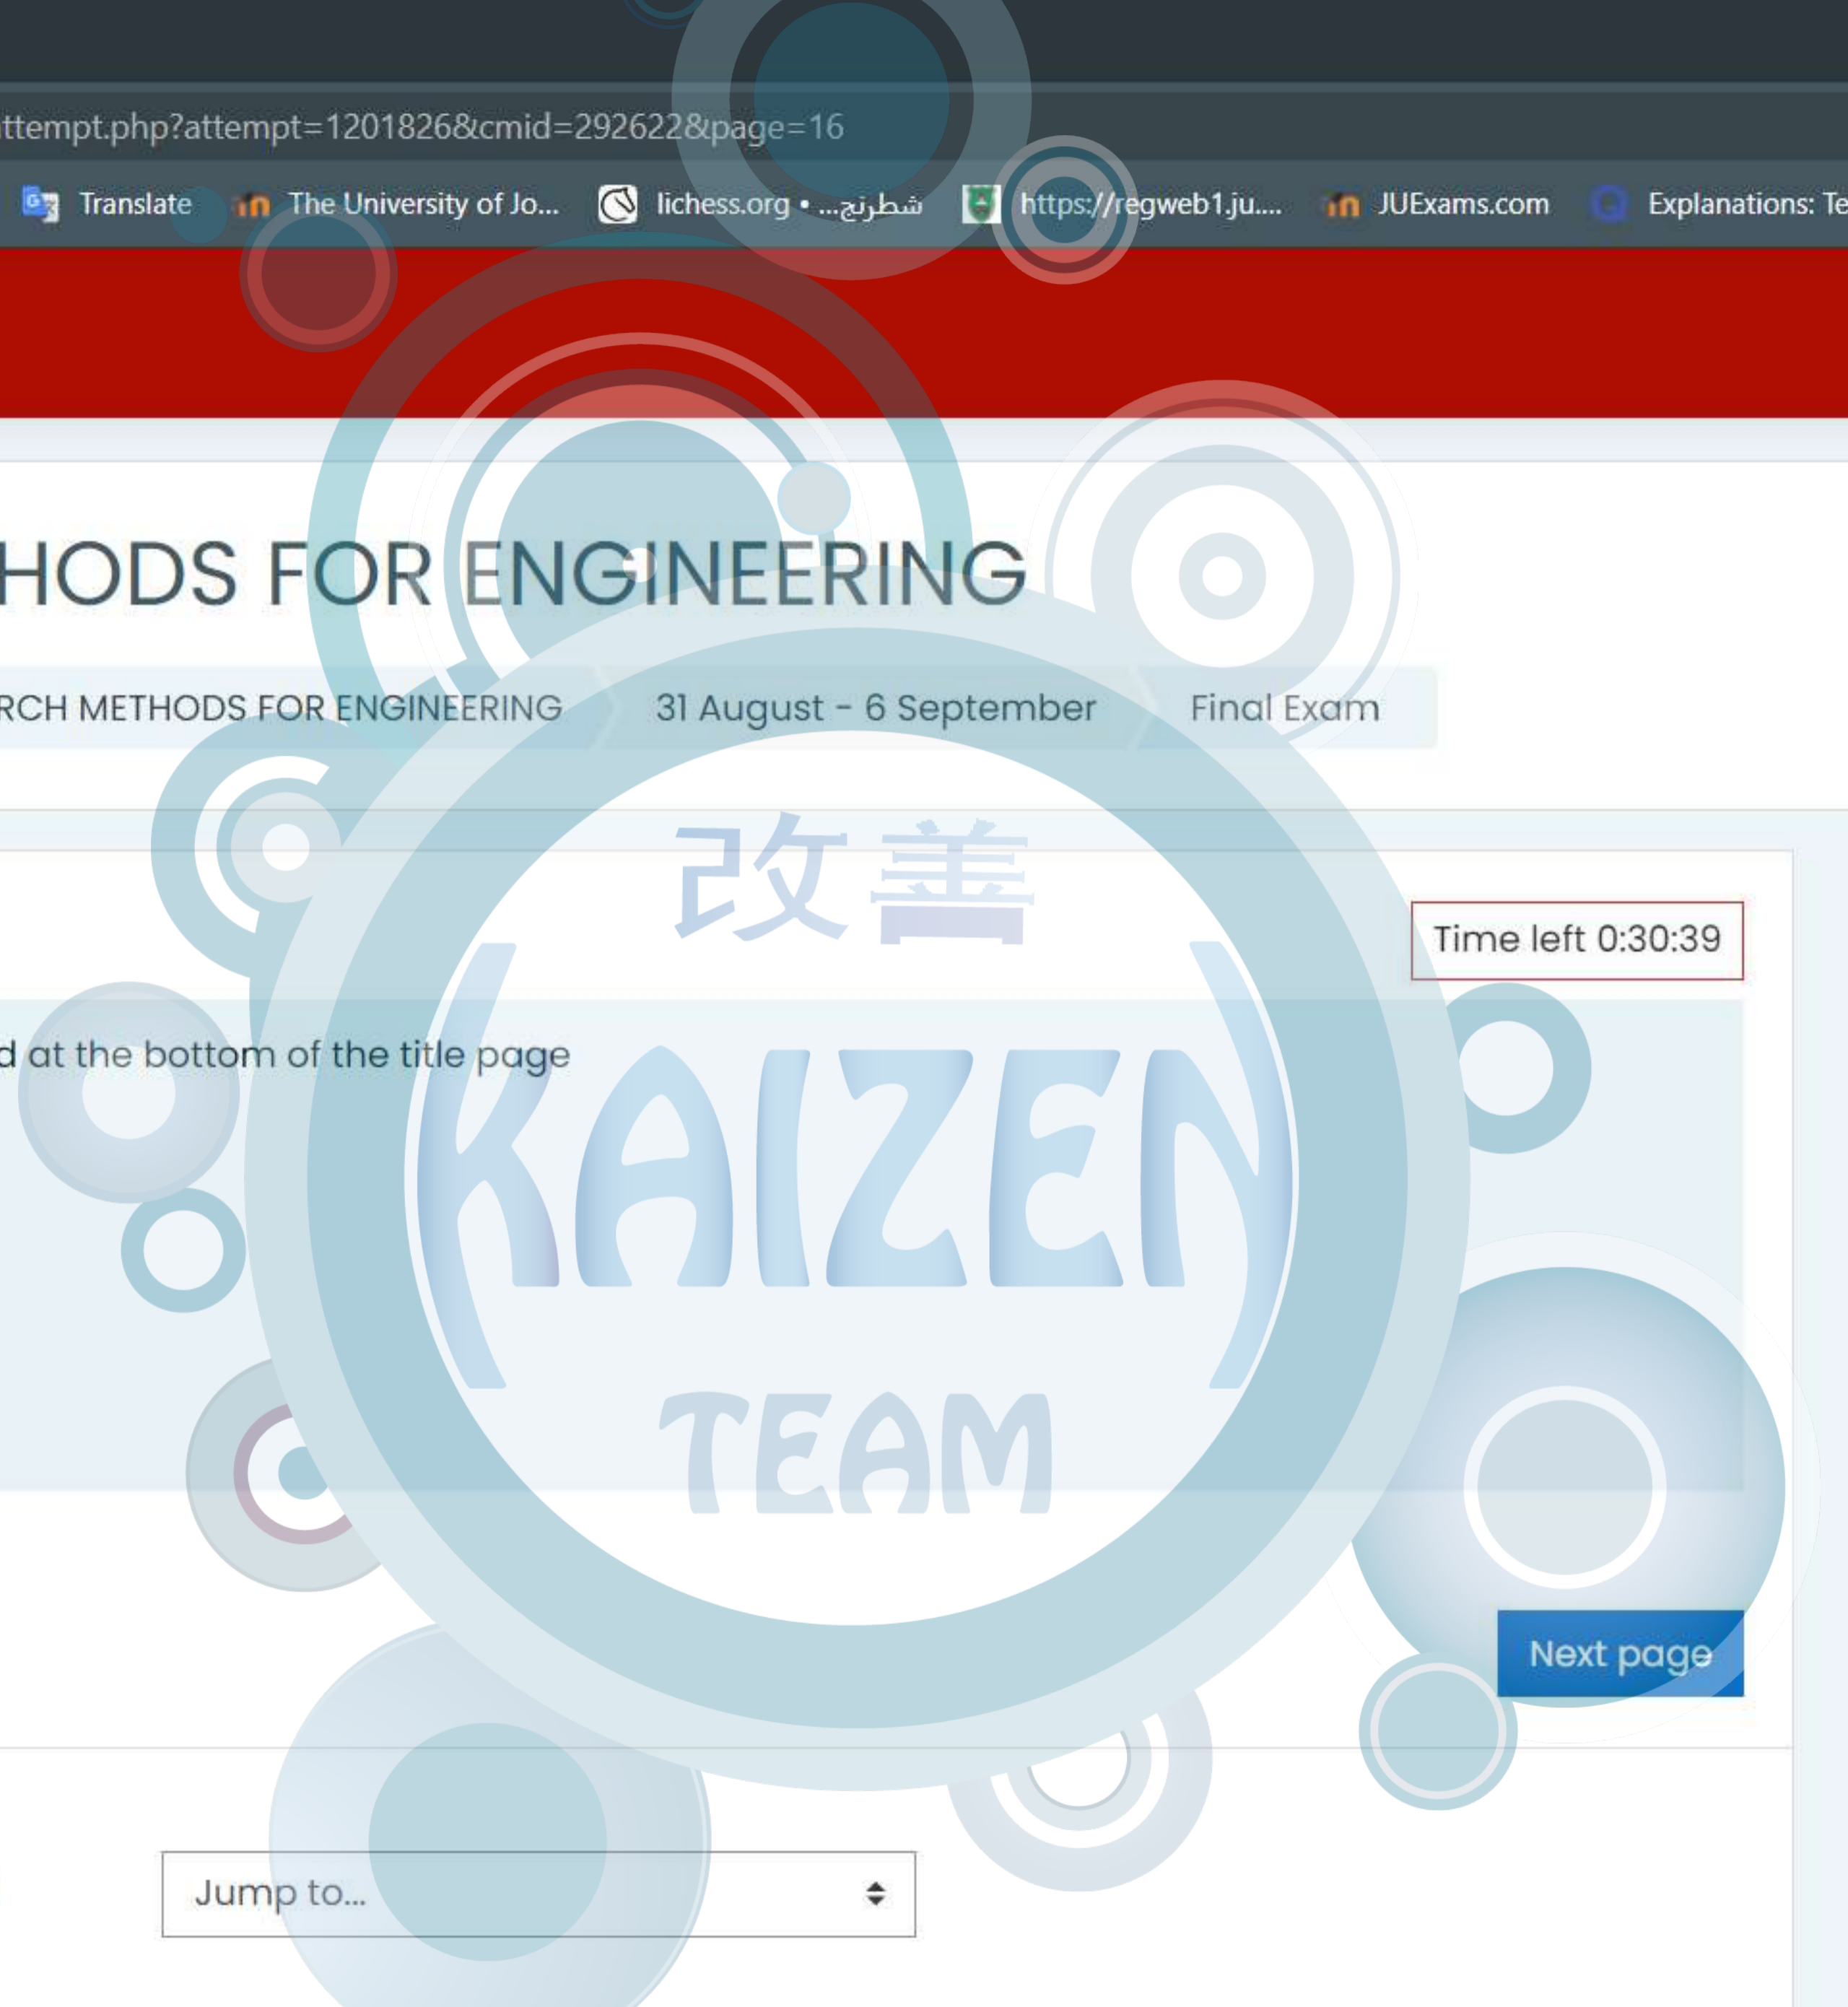 ttempt.php?attempt=1201826&cmid=292622&page=16
Translate The University of Jo... lichess.org • شطرنج... https://regweb1.ju.... JUExams.com Explanations: Te
HODS FOR ENGINEERING
RCH METHODS FOR ENGINEERING 31 August - 6 September Final Exam
改善
Time left 0:30:39
d at the bottom of the title page
KAIZEN
TEAM
Next page
Jump to...